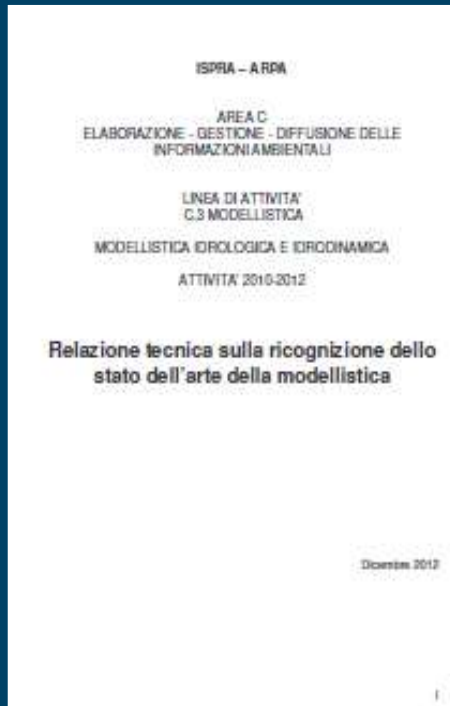 ISPRA – ARPA
AREA C
ELABORAZIONE - GESTIONE - DIFFUSIONE DELLE
INFORMAZIONI AMBIENTALI
LINEA DI ATTIVITA'
C.3 MODELLISTICA
MODELLISTICA IDROLOGICA E IDRODINAMICA
ATTIVITA' 2010-2012
Relazione tecnica sulla ricognizione dello
stato dell'arte della modellistica
Dicembre 2012
1